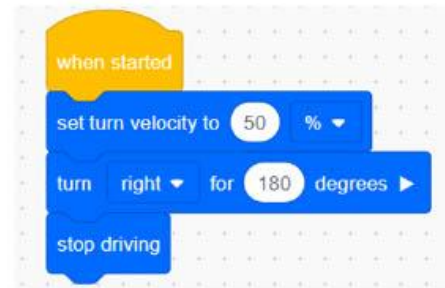 when started
set turn velocity to 50 %
turn right for 180 degrees
stop driving